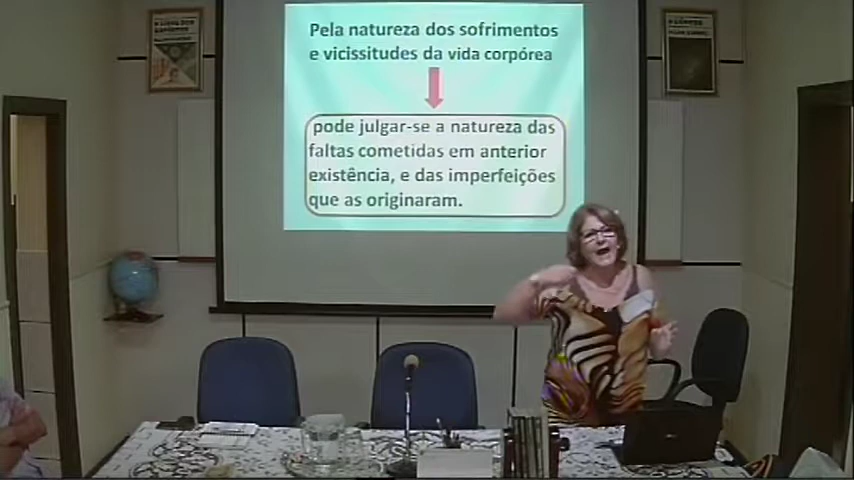 Pela natureza dos sofrimentos
e vicissitudes da vida corpórea
pode julgar-se a natureza das
faltas cometidas em anterior
existência, e das imperfeições
que as originaram.